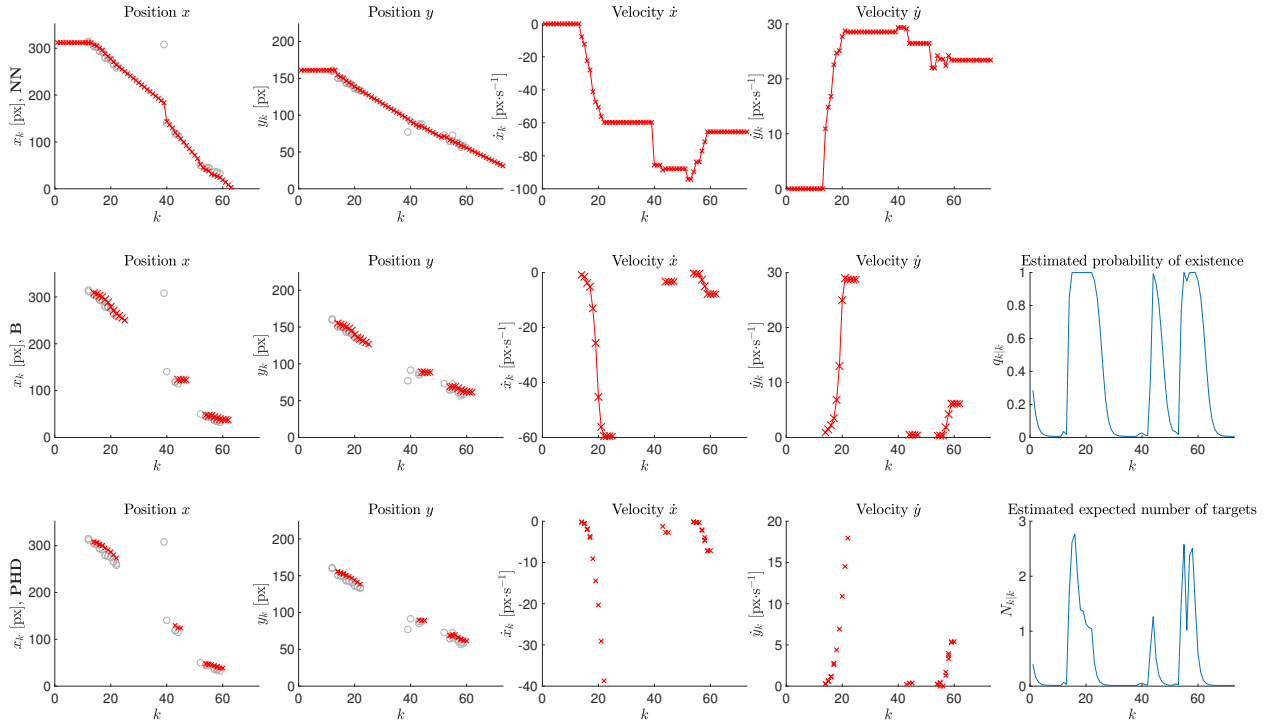 Position x
Position y
Velocity ẋ
Velocity ẏ
x_k [px], NN
300
200
100
0
0
20
40
60
k
y_k [px]
200
150
100
50
0
0
20
40
60
k
ẋ_k [px·s⁻¹]
0
-20
-40
-60
-80
-100
0
20
40
60
k
ẏ_k [px·s⁻¹]
30
20
10
0
0
20
40
60
k
Position x
Position y
Velocity ẋ
Velocity ẏ
Estimated probability of existence
x_k [px], B
300
200
100
0
0
20
40
60
k
y_k [px]
200
150
100
50
0
0
20
40
60
k
ẋ_k [px·s⁻¹]
0
-20
-40
-60
0
20
40
60
k
ẏ_k [px·s⁻¹]
30
20
10
0
0
20
40
60
k
q_{k|k}
1
0.8
0.6
0.4
0.2
0
0
20
40
60
k
Position x
Position y
Velocity ẋ
Velocity ẏ
Estimated expected number of targets
x_k [px], PHD
300
200
100
0
0
20
40
60
k
y_k [px]
200
150
100
50
0
0
20
40
60
k
ẋ_k [px·s⁻¹]
0
-10
-20
-30
-40
0
20
40
60
k
ẏ_k [px·s⁻¹]
20
15
10
5
0
0
20
40
60
k
N_{k|k}
3
2
1
0
0
20
40
60
k